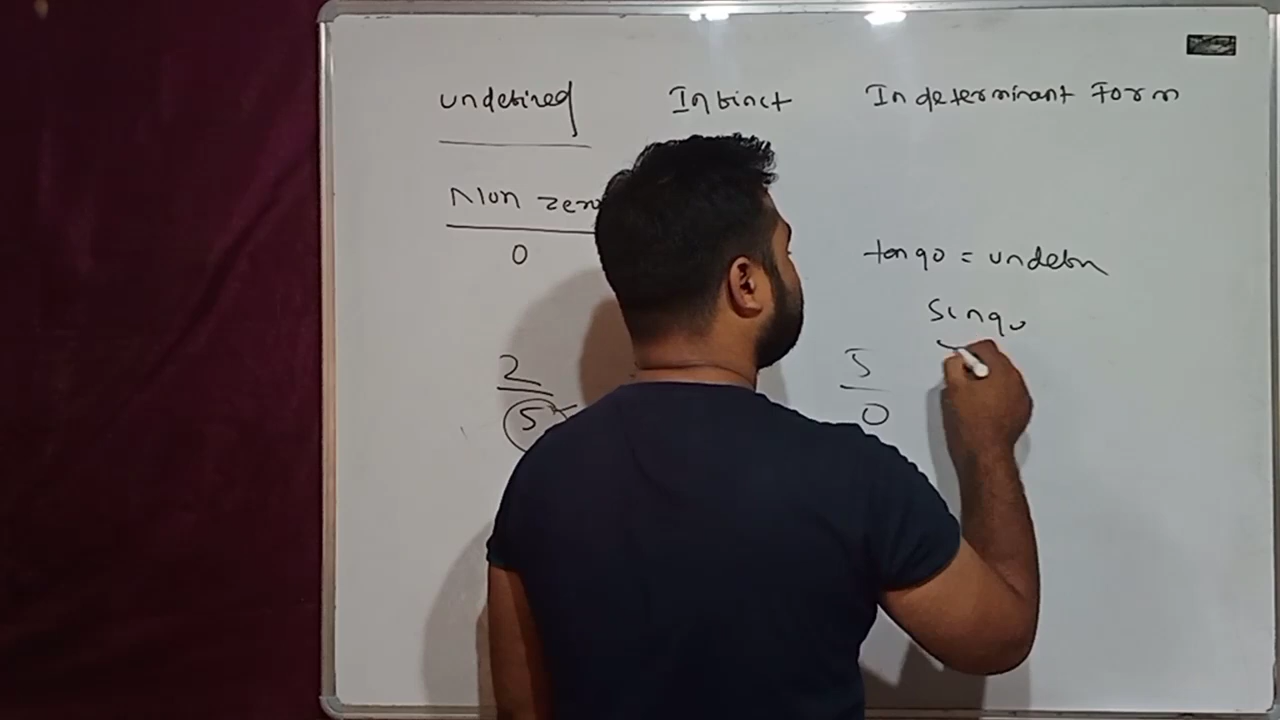 undefined Infinct Indeterminant Form
Non zero
0
tan90 = undefn
sin90
2
5
5
0